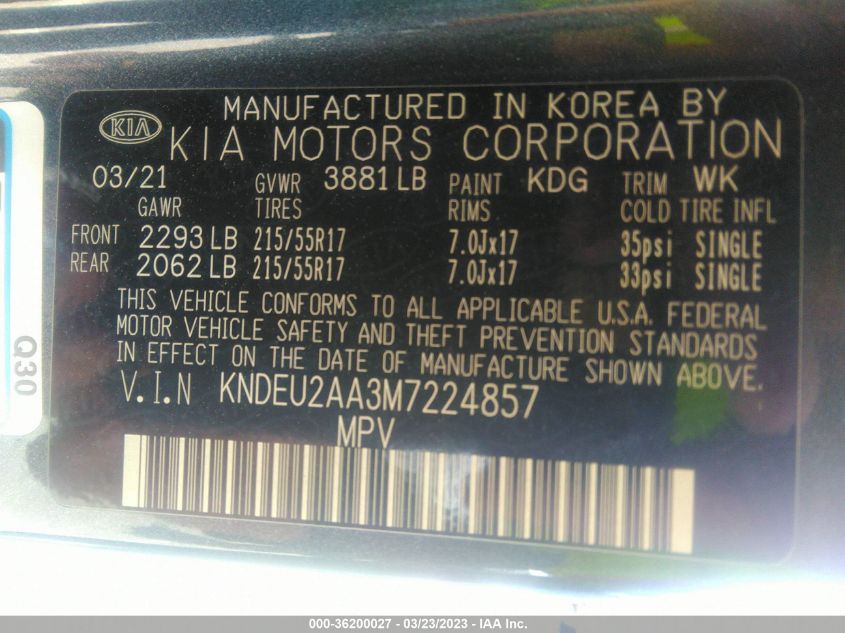 MANUFACTURED IN KOREA BY
KIA KIA MOTORS CORPORATION
03/21 GVWR 3881 LB PAINT KDG TRIM WK
GAWR TIRES RIMS COLD TIRE INFL
FRONT 2293 LB 215/55R17 7.0Jx17 35psi SINGLE
REAR 2062 LB 215/55R17 7.0Jx17 33psi SINGLE
THIS VEHICLE CONFORMS TO ALL APPLICABLE U.S.A. FEDERAL
MOTOR VEHICLE SAFETY AND THEFT PREVENTION STANDARDS
IN EFFECT ON THE DATE OF MANUFACTURE SHOWN ABOVE.
V.I.N KNDEU2AA3M7224857
MPV
Q30
000-36200027 - 03/23/2023 - IAA Inc.